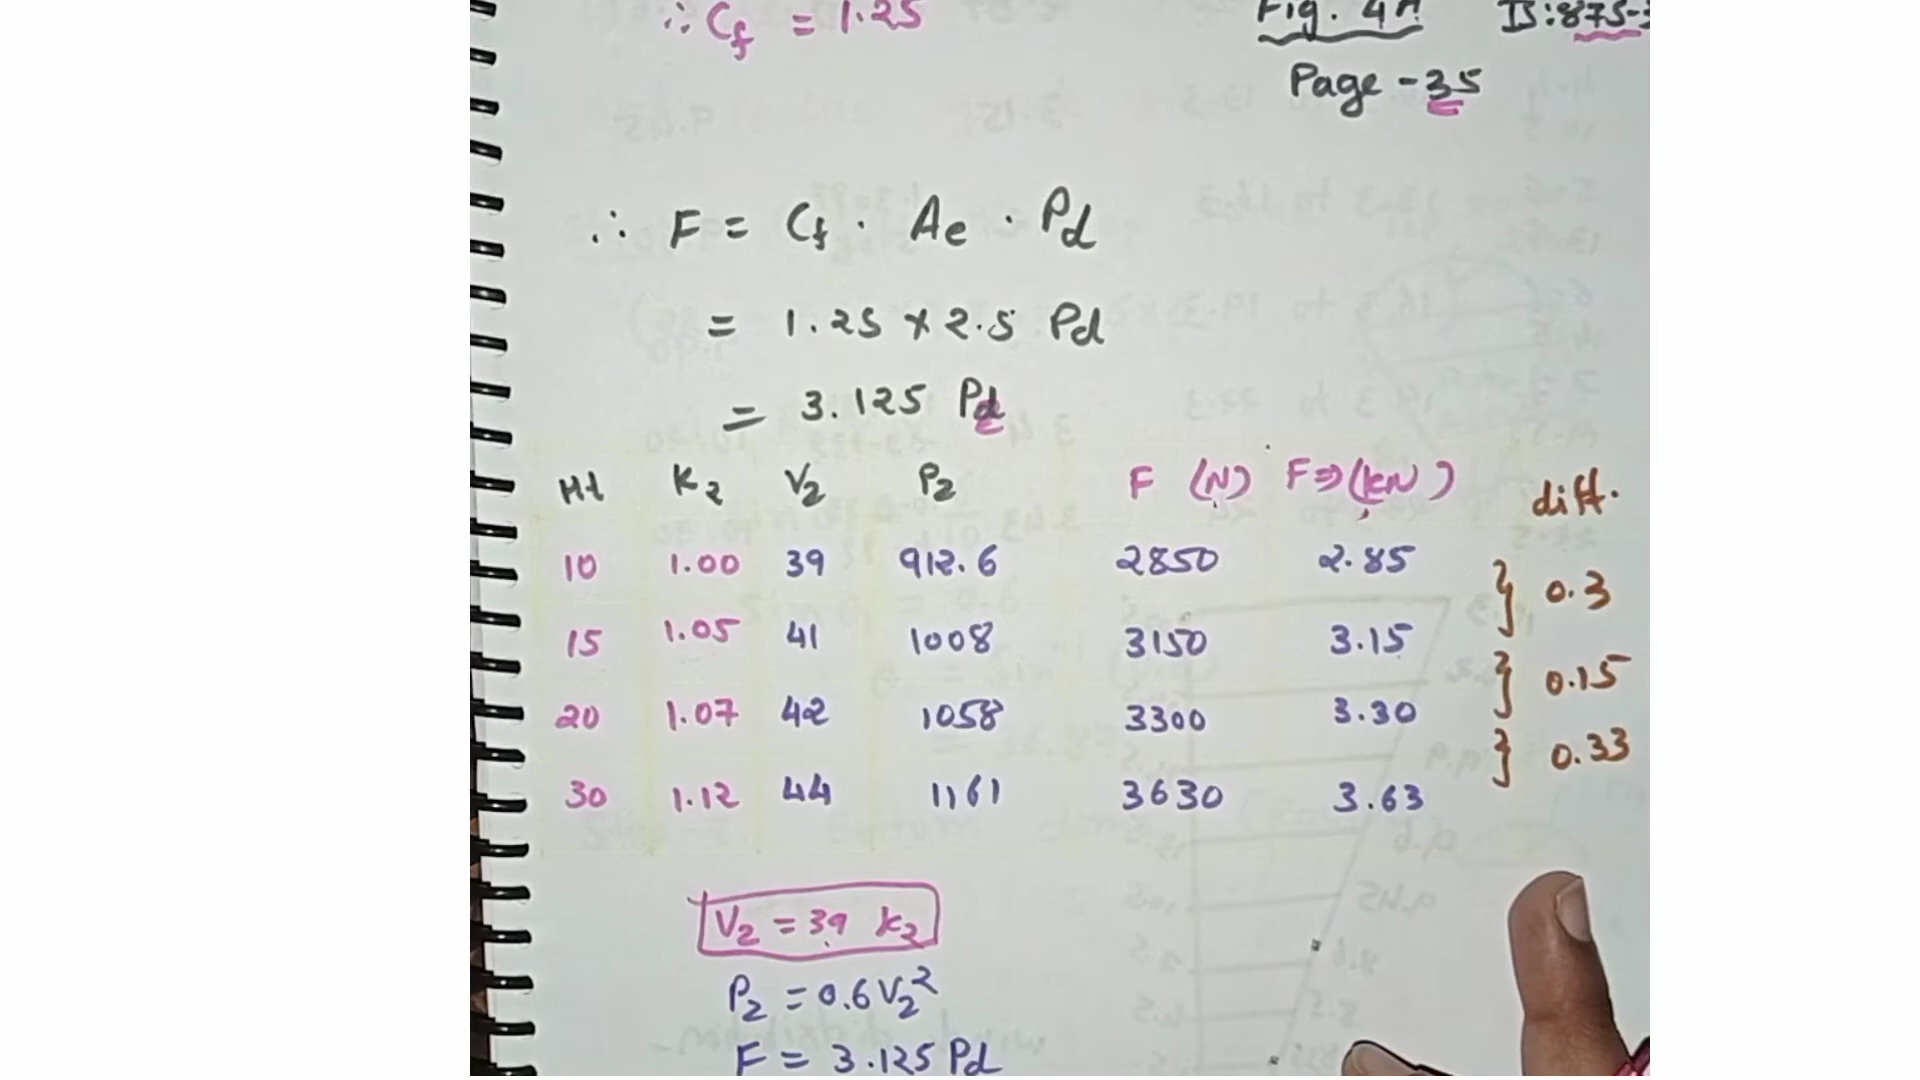 ∴ Cf = 1.25
Fig. 4A IS:875-3
Page - 35
∴ F = Cf · Ae · Pd
= 1.25 × 2.5 Pd
= 3.125 Pd
Ht K2 V2 P2 F (N) F⇒(kN) diff.
10 1.00 39 912.6 2850 2.85
} 0.3
15 1.05 41 1008 3150 3.15
} 0.15
20 1.07 42 1058 3300 3.30
} 0.33
30 1.12 44 1161 3630 3.63
V2 = 39 k2
P2 = 0.6 V2²
F = 3.125 Pd